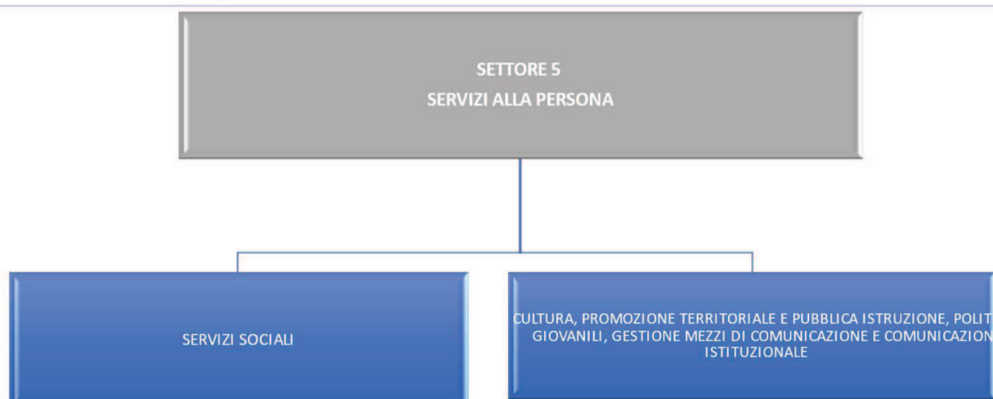 SETTORE 5
SERVIZI ALLA PERSONA
SERVIZI SOCIALI
CULTURA, PROMOZIONE TERRITORIALE E PUBBLICA ISTRUZIONE, POLIT
GIOVANILI, GESTIONE MEZZI DI COMUNICAZIONE E COMUNICAZION
ISTITUZIONALE